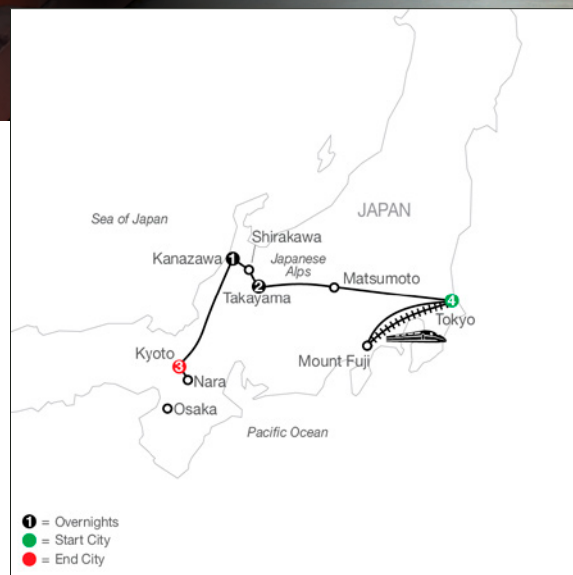 JAPAN
Sea of Japan
Shirakawa
Kanazawa
1
Japanese
Alps
2
Takayama
Matsumoto
4
Tokyo
Mount Fuji
Kyoto
3
Nara
Osaka
Pacific Ocean
1 = Overnights
= Start City
= End City